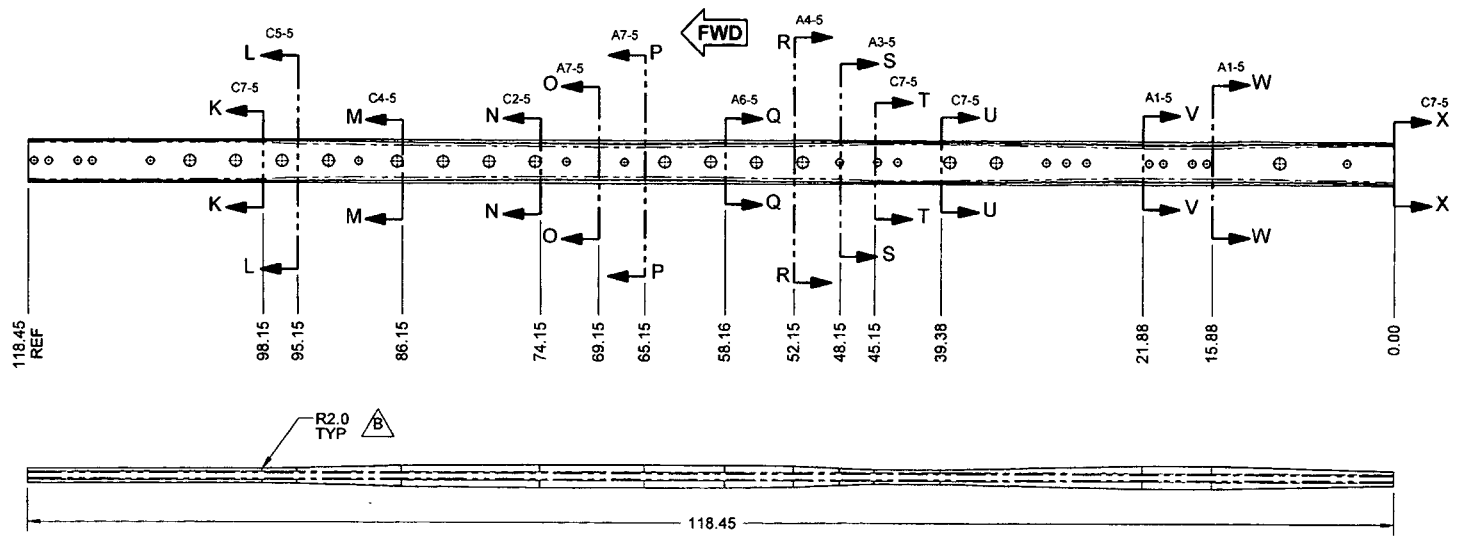 FWD
A4-5
R
C5-5
L
A7-5
P
A3-5
S
A7-5
O
A1-5
W
C7-5
K
C4-5
M
C2-5
N
A6-5
Q
C7-5
T
C7-5
U
A1-5
V
C7-5
X
K
M
N
Q
T
U
V
X
L
O
P
R
S
W
118.45
REF
98.15
95.15
86.15
74.15
69.15
65.15
58.16
52.15
48.15
45.15
39.38
21.88
15.88
0.00
R2.0
TYP
B
118.45